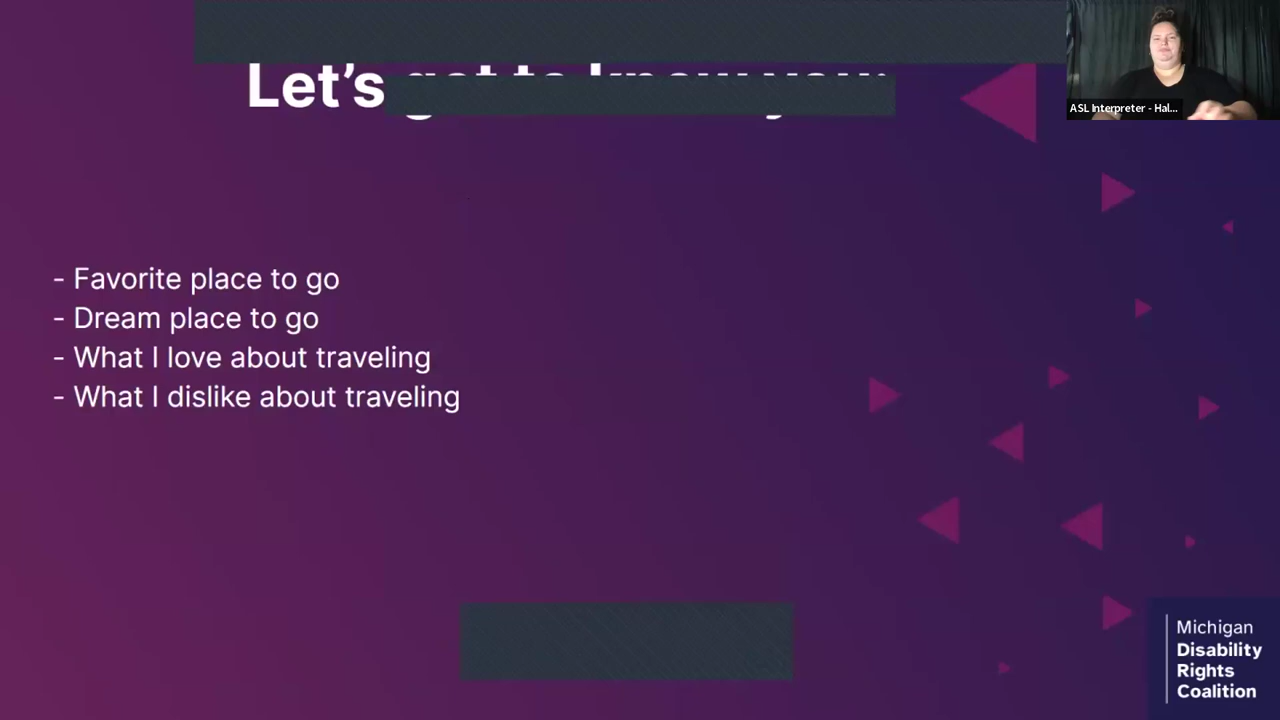 Let's get to know you:
ASL Interpreter - Hal...
- Favorite place to go
- Dream place to go
- What I love about traveling
- What I dislike about traveling
Michigan
Disability
Rights
Coalition